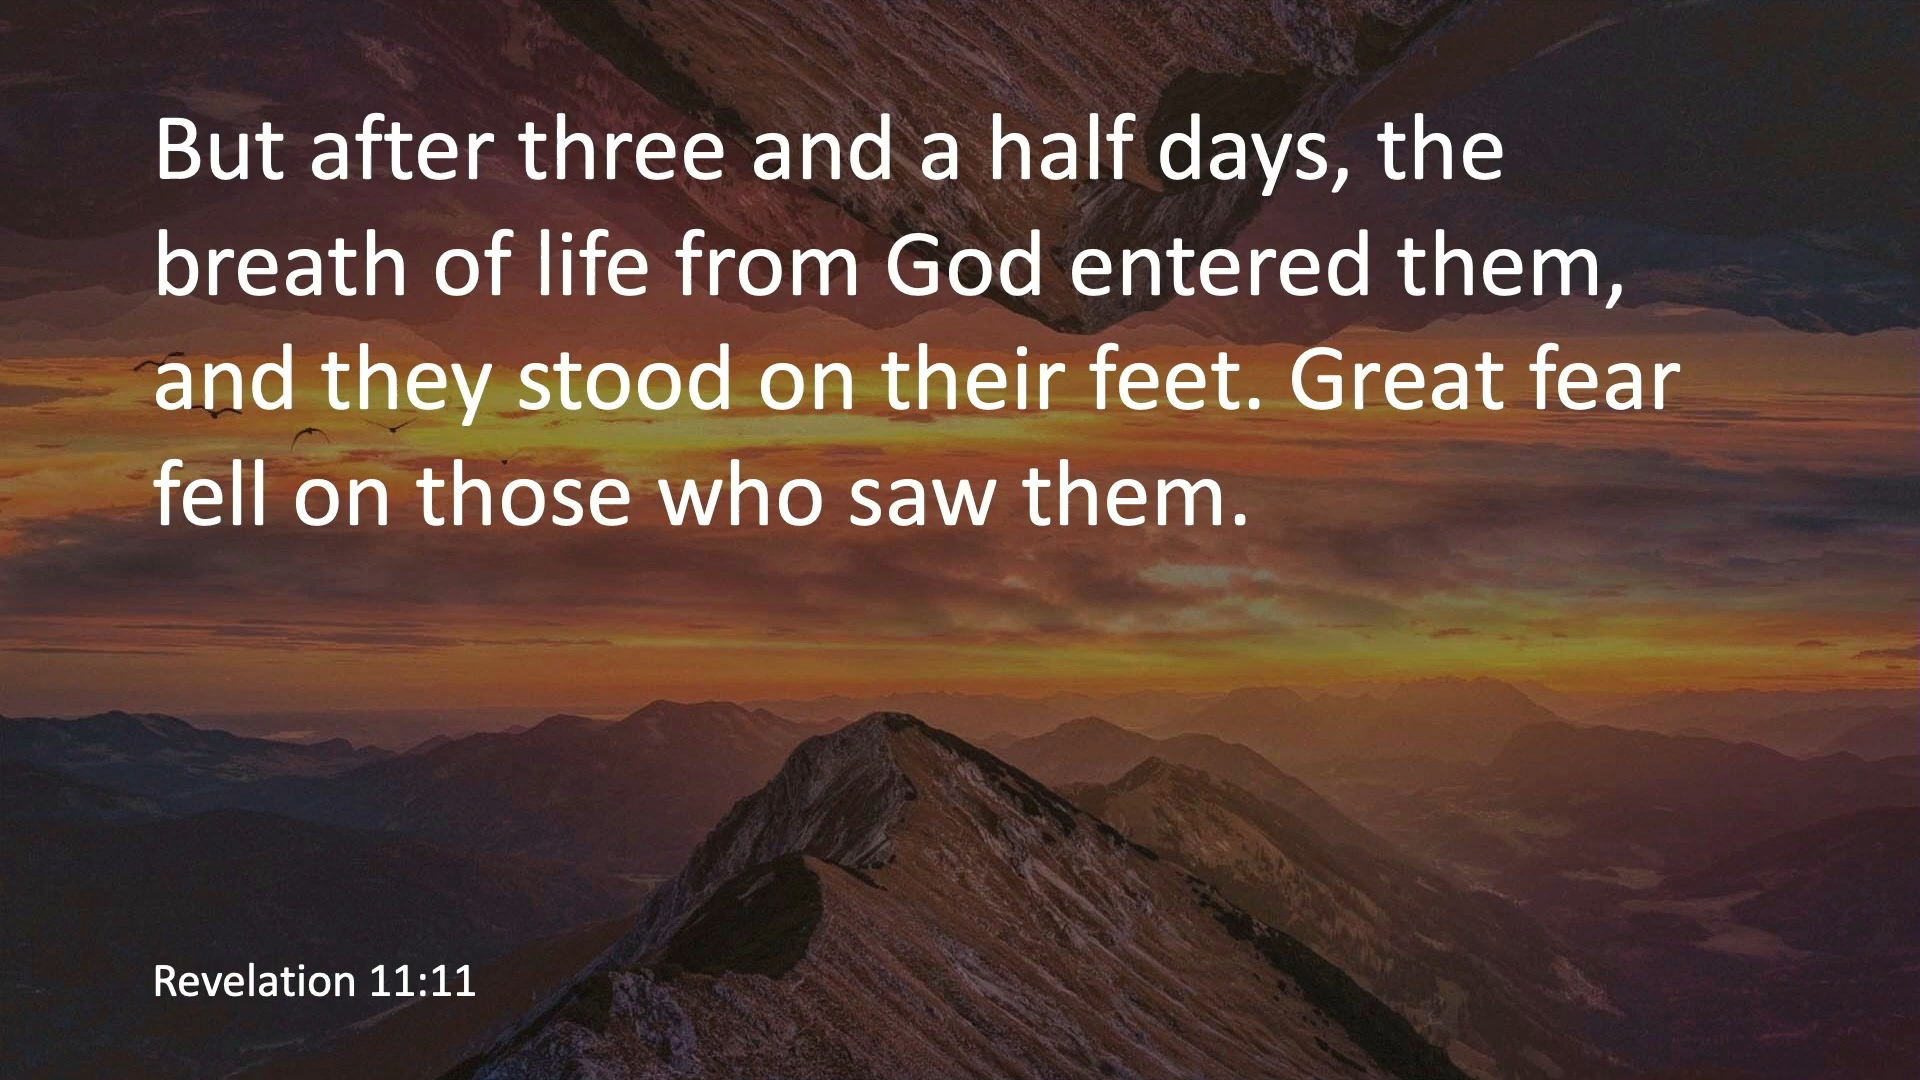 But after three and a half days, the
breath of life from God entered them,
and they stood on their feet. Great fear
fell on those who saw them.
Revelation 11:11